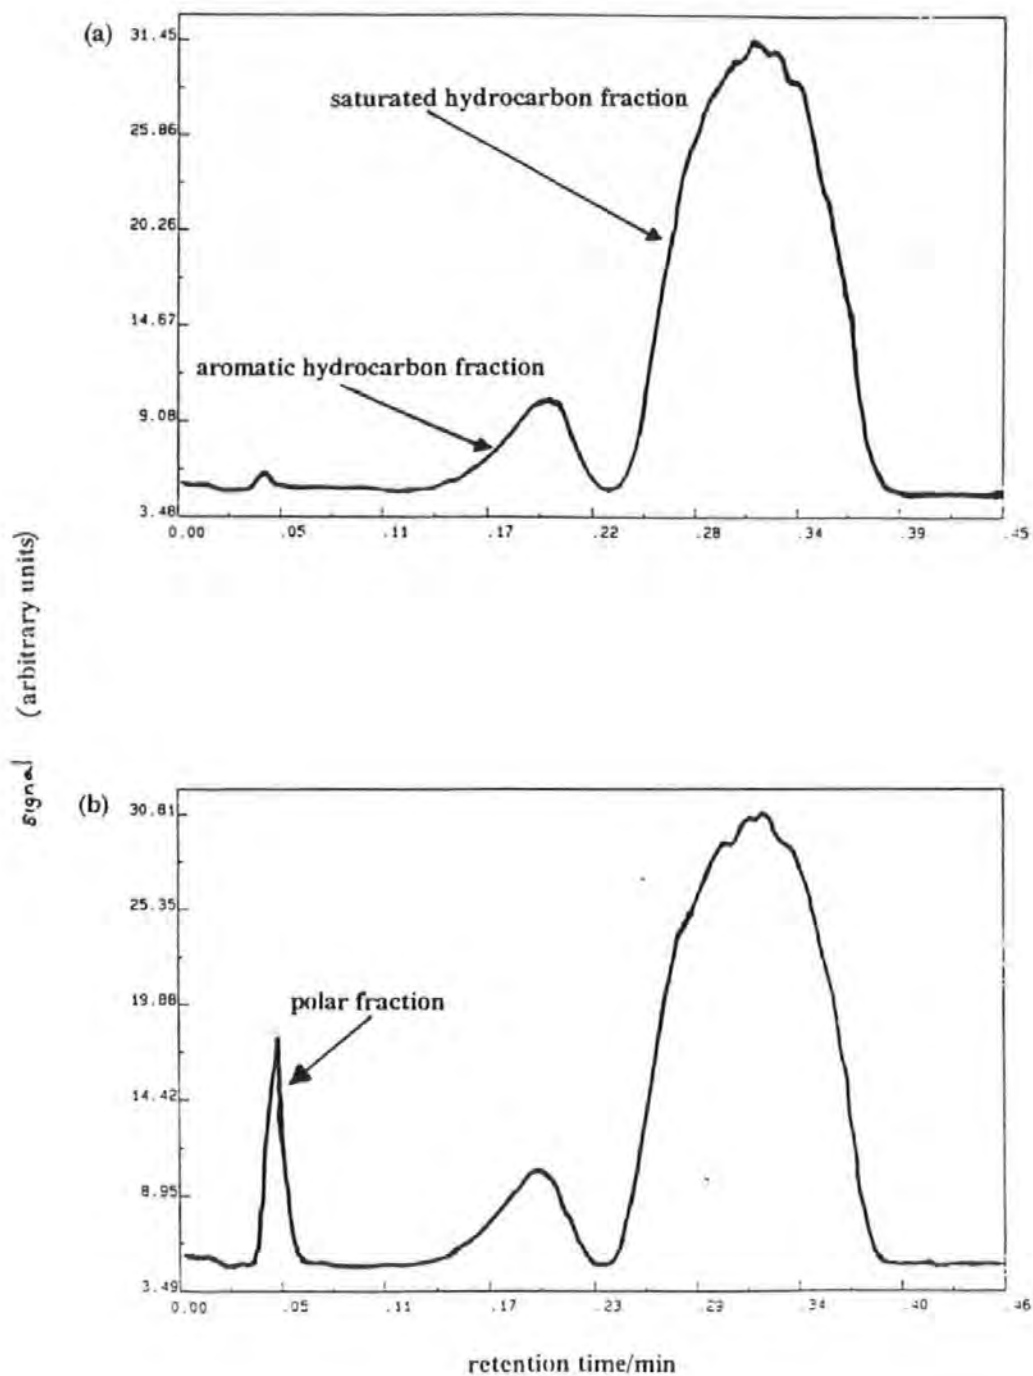 (a)
31.45
saturated hydrocarbon fraction
25.86
20.26
14.67
aromatic hydrocarbon fraction
9.08
3.48
0.00 .05 .11 .17 .22 .28 .34 .39 .45
signal (arbitrary units)
(b)
30.81
25.35
polar fraction
19.88
14.42
8.95
3.49
0.00 .05 .11 .17 .23 .29 .34 .40 .46
retention time/min